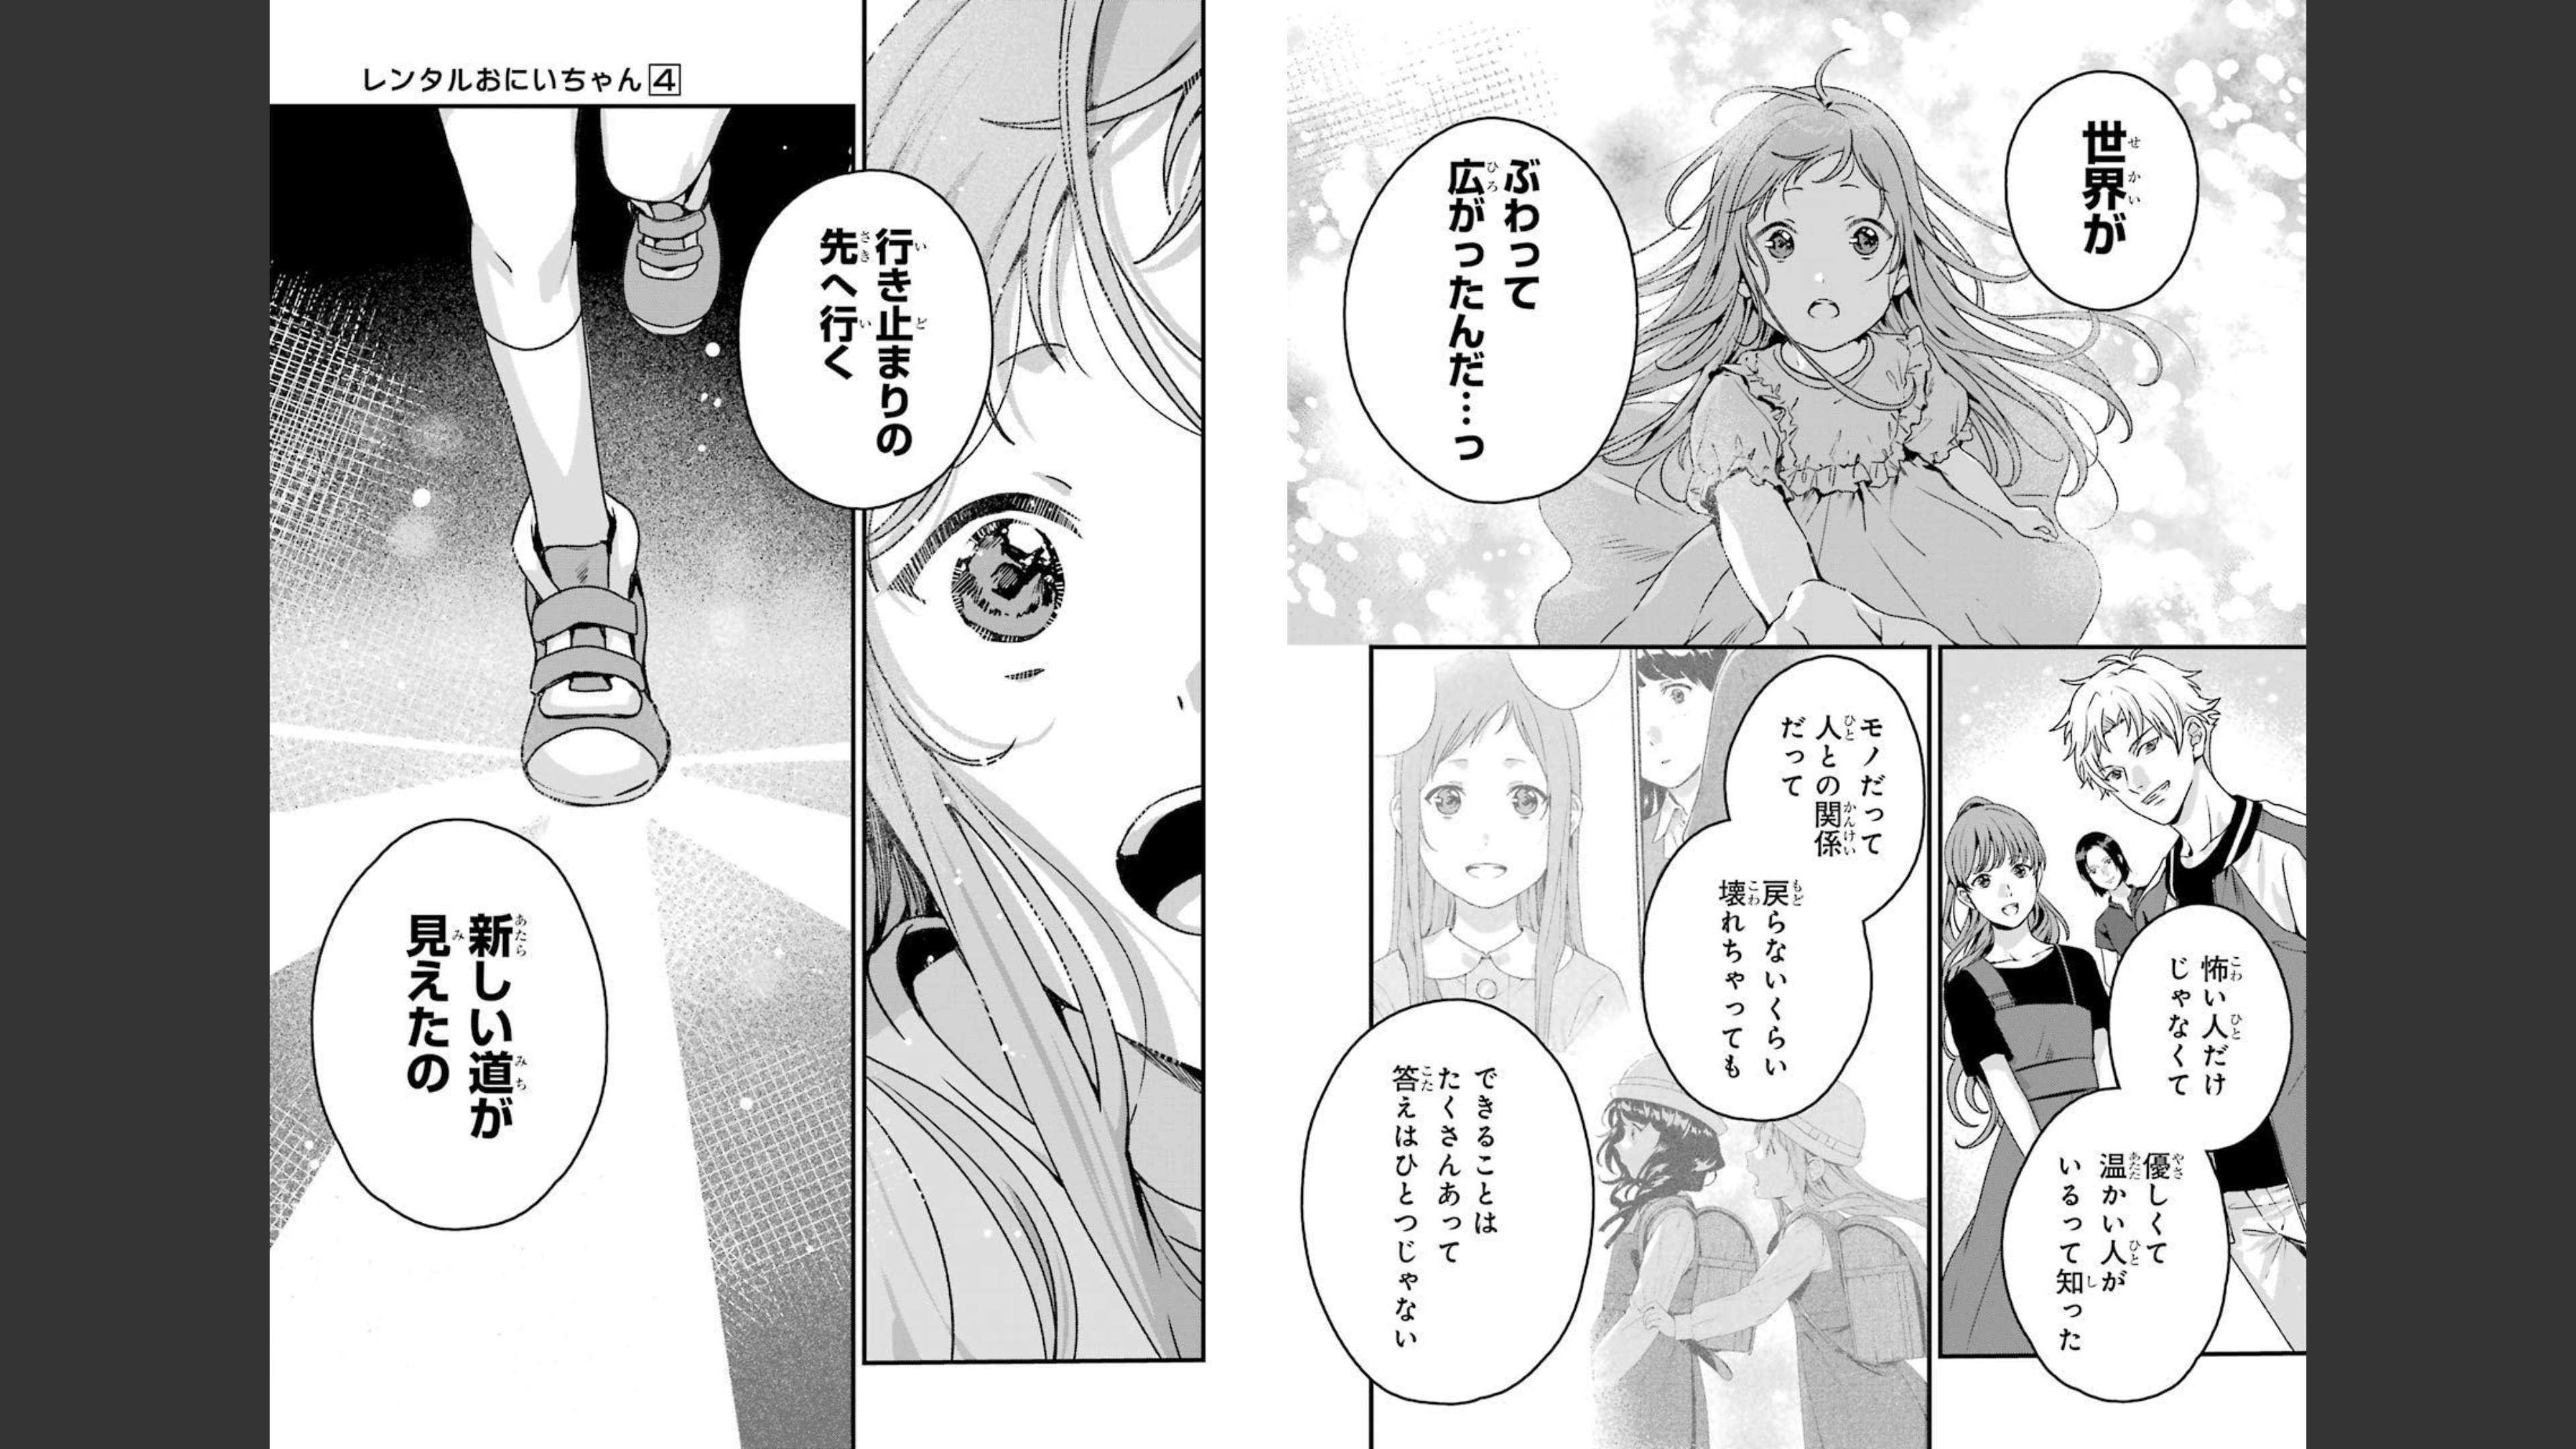 世界が
ぶわって
広がったんだ…っ
怖い人だけ
じゃなくて
優しくて
温かい人が
いるって知った
モノだって
人との関係
だって
戻らないくらい
壊れちゃっても
できることは
たくさんあって
答えはひとつじゃない
レンタルおにいちゃん4
行き止まりの
先へ行く
新しい道が
見えたの